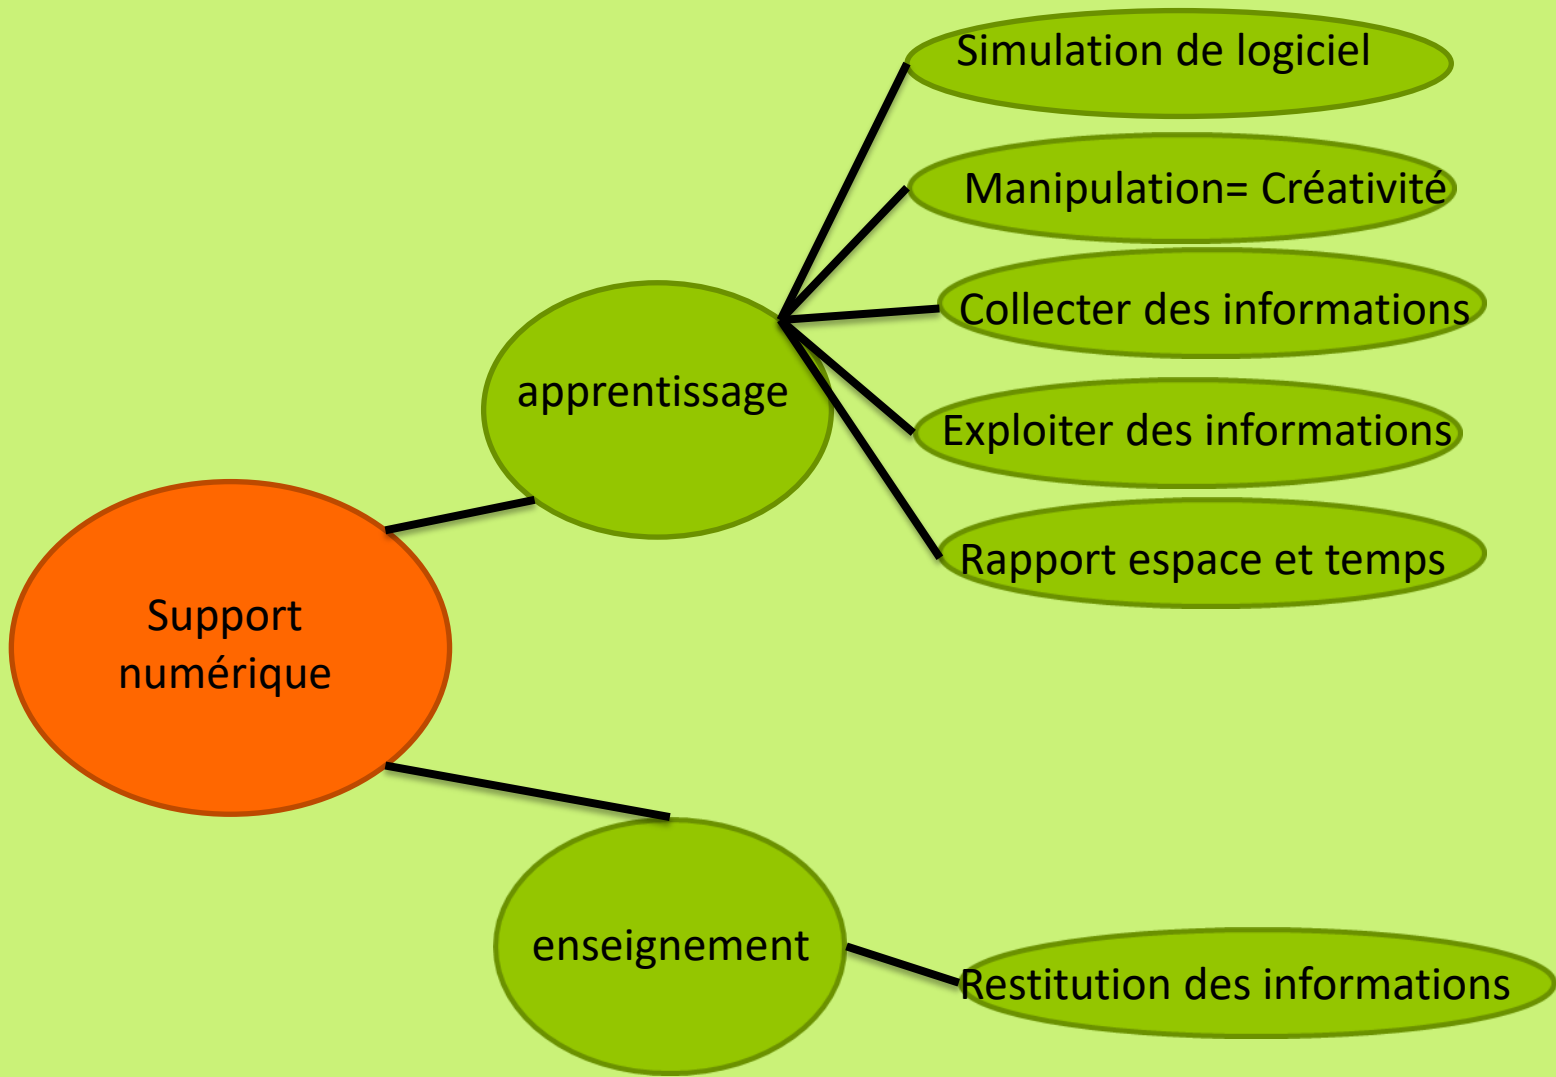 Simulation de logiciel
Manipulation= Créativité
Collecter des informations
apprentissage
Exploiter des informations
Rapport espace et temps
Support
numérique
enseignement
Restitution des informations